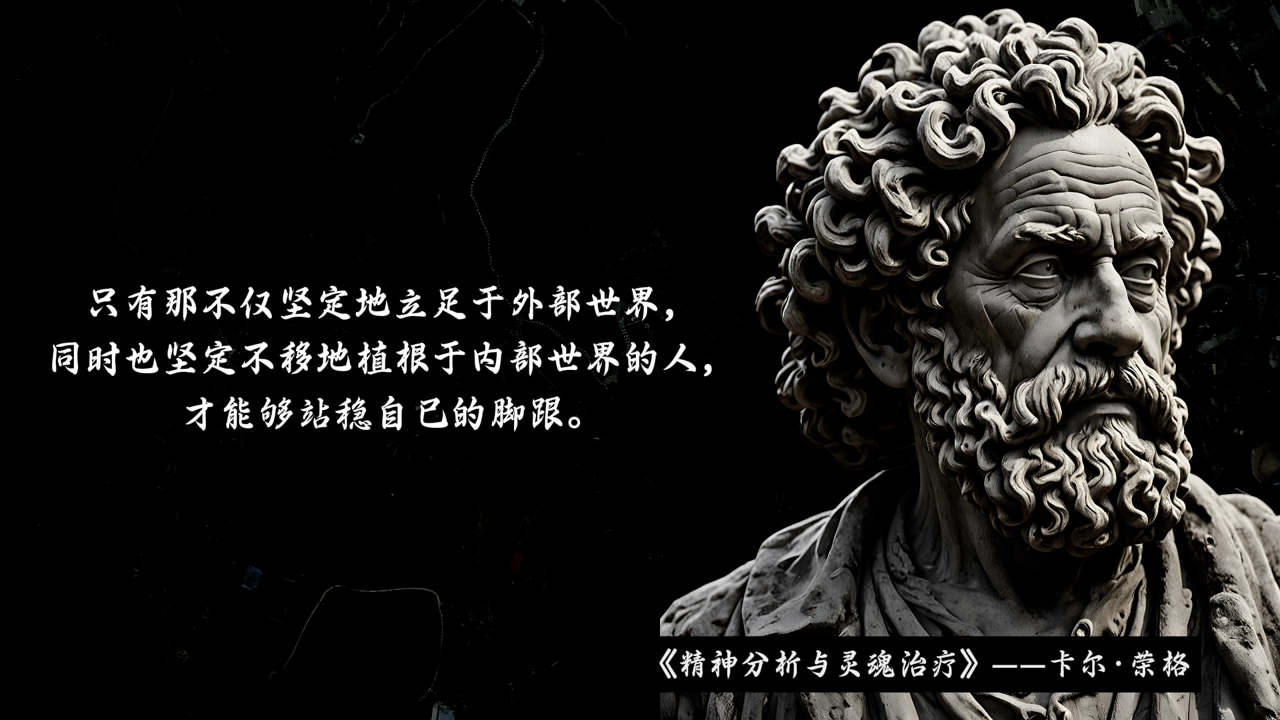 只有那不仅坚定地立足于外部世界，
同时也坚定不移地植根于内部世界的人，
才能够站稳自己的脚跟。
《精神分析与灵魂治疗》——卡尔·荣格